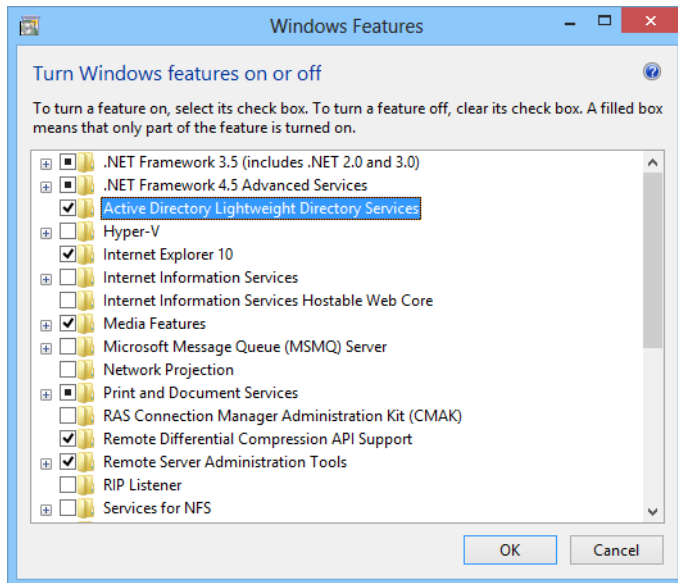 Windows Features
Turn Windows features on or off
To turn a feature on, select its check box. To turn a feature off, clear its check box. A filled box
means that only part of the feature is turned on.
.NET Framework 3.5 (includes .NET 2.0 and 3.0)
.NET Framework 4.5 Advanced Services
Active Directory Lightweight Directory Services
Hyper-V
Internet Explorer 10
Internet Information Services
Internet Information Services Hostable Web Core
Media Features
Microsoft Message Queue (MSMQ) Server
Network Projection
Print and Document Services
RAS Connection Manager Administration Kit (CMAK)
Remote Differential Compression API Support
Remote Server Administration Tools
RIP Listener
Services for NFS
OK Cancel